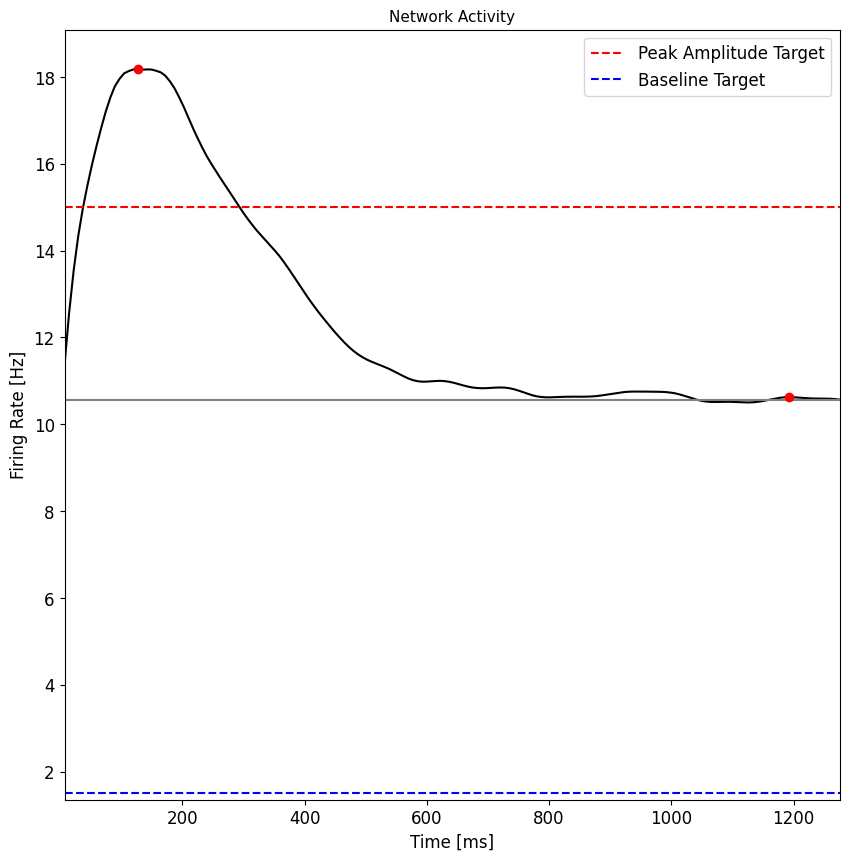 Network Activity
Peak Amplitude Target
Baseline Target
Firing Rate [Hz]
18
16
14
12
10
8
6
4
2
200 400 600 800 1000 1200
Time [ms]